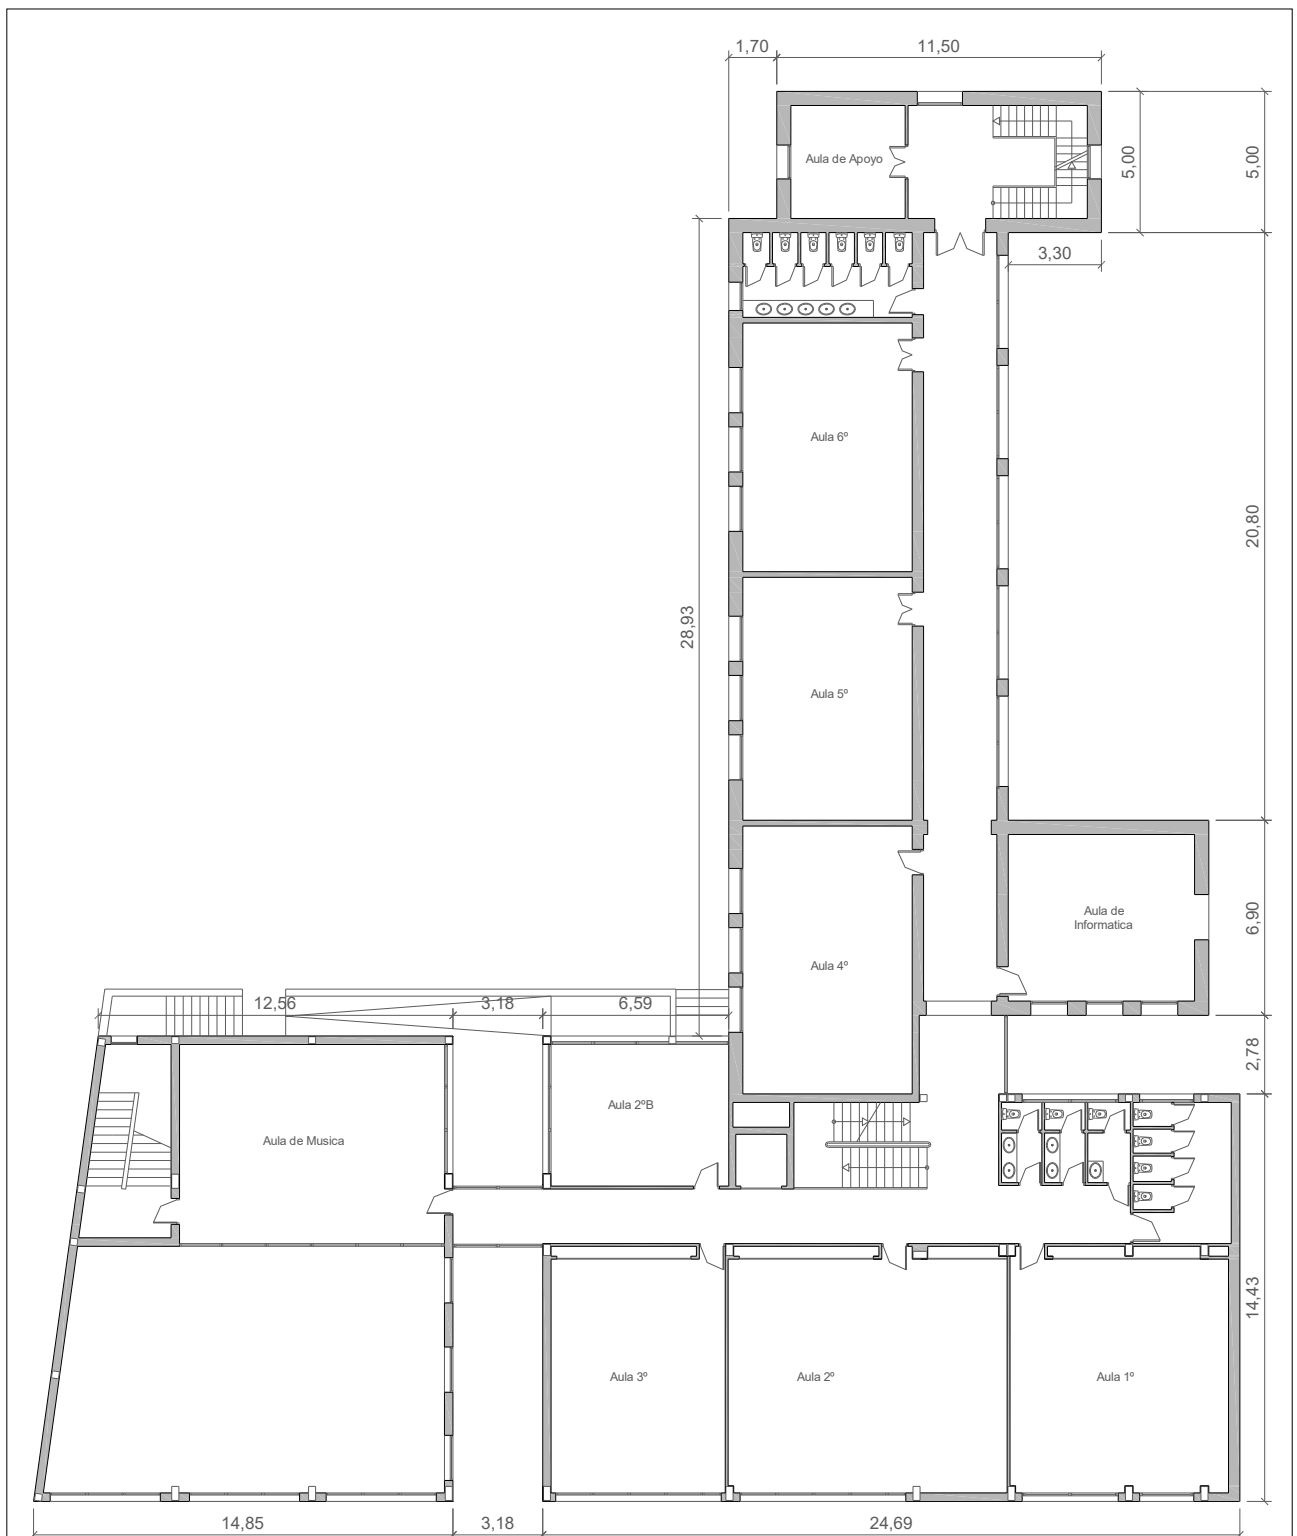 1,70
11,50
Aula de Apoyo
5,00
5,00
3,30
Aula 6º
20,80
28,93
Aula 5º
Aula de
Informatica
6,90
Aula 4º
12,56
3,18
6,59
2,78
Aula 2ºB
Aula de Musica
14,43
Aula 3º
Aula 2º
Aula 1º
14,85
3,18
24,69